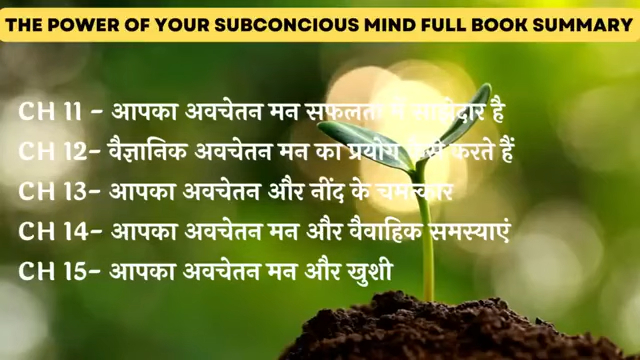 THE POWER OF YOUR SUBCONCIOUS MIND FULL BOOK SUMMARY
CH 11 - आपका अवचेतन मन सफलता में साझेदार है
CH 12- वैज्ञानिक अवचेतन मन का प्रयोग कैसे करते हैं
CH 13- आपका अवचेतन और नींद के चमत्कार
CH 14- आपका अवचेतन मन और वैवाहिक समस्याएं
CH 15- आपका अवचेतन मन और खुशी